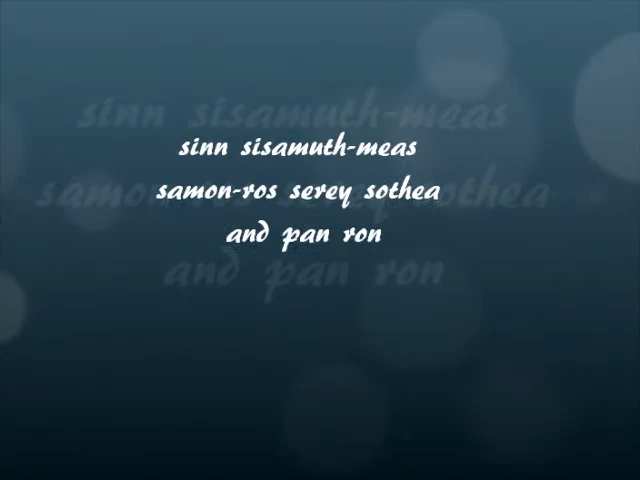 sinn sisamuth-meas
samon-ros serey sothea
and pan ron